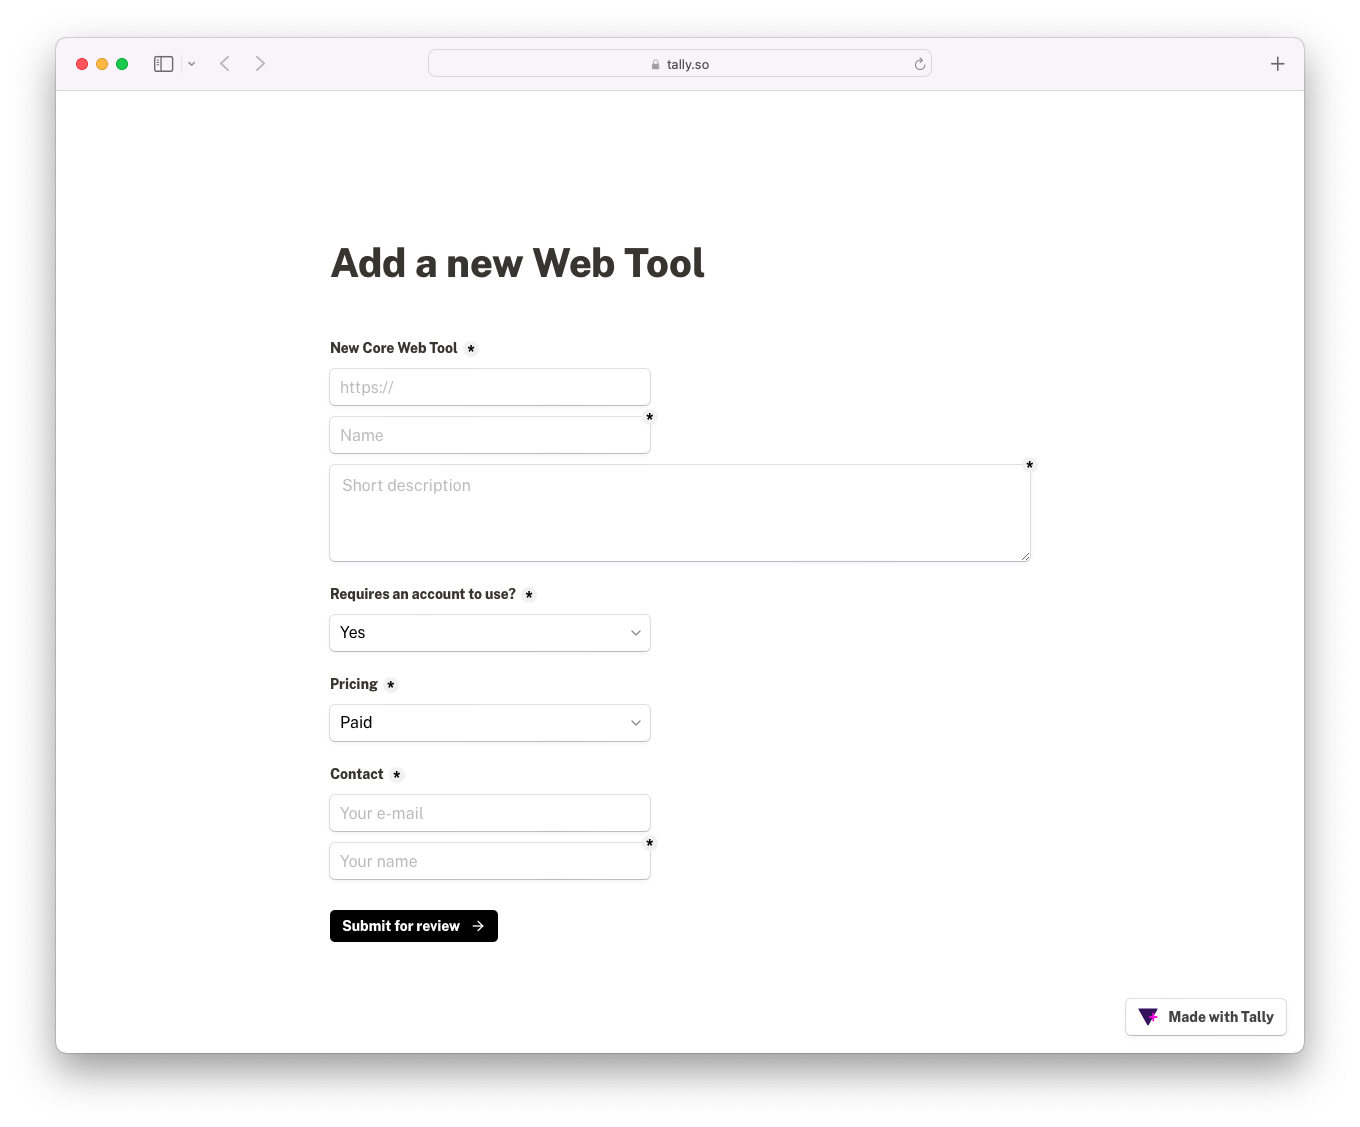 tally.so
Add a new Web Tool
New Core Web Tool *
https://
Name
*
Short description
*
Requires an account to use? *
Yes
Pricing *
Paid
Contact *
Your e-mail
Your name
*
Submit for review →
Made with Tally